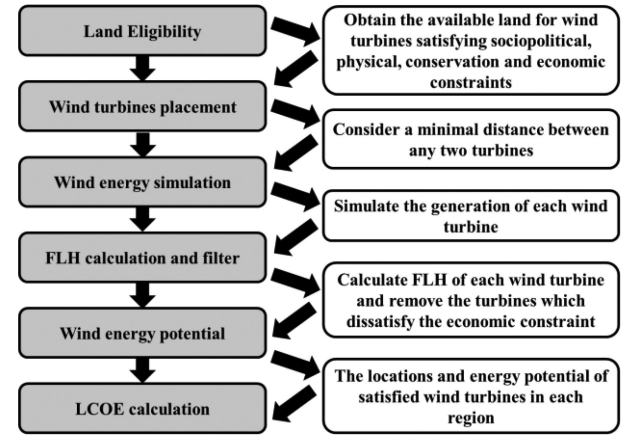 Land Eligibility
Obtain the available land for wind
turbines satisfying sociopolitical,
physical, conservation and economic
constraints
Wind turbines placement
Consider a minimal distance between
any two turbines
Wind energy simulation
Simulate the generation of each wind
turbine
FLH calculation and filter
Calculate FLH of each wind turbine
and remove the turbines which
dissatisfy the economic constraint
Wind energy potential
The locations and energy potential of
satisfied wind turbines in each
region
LCOE calculation